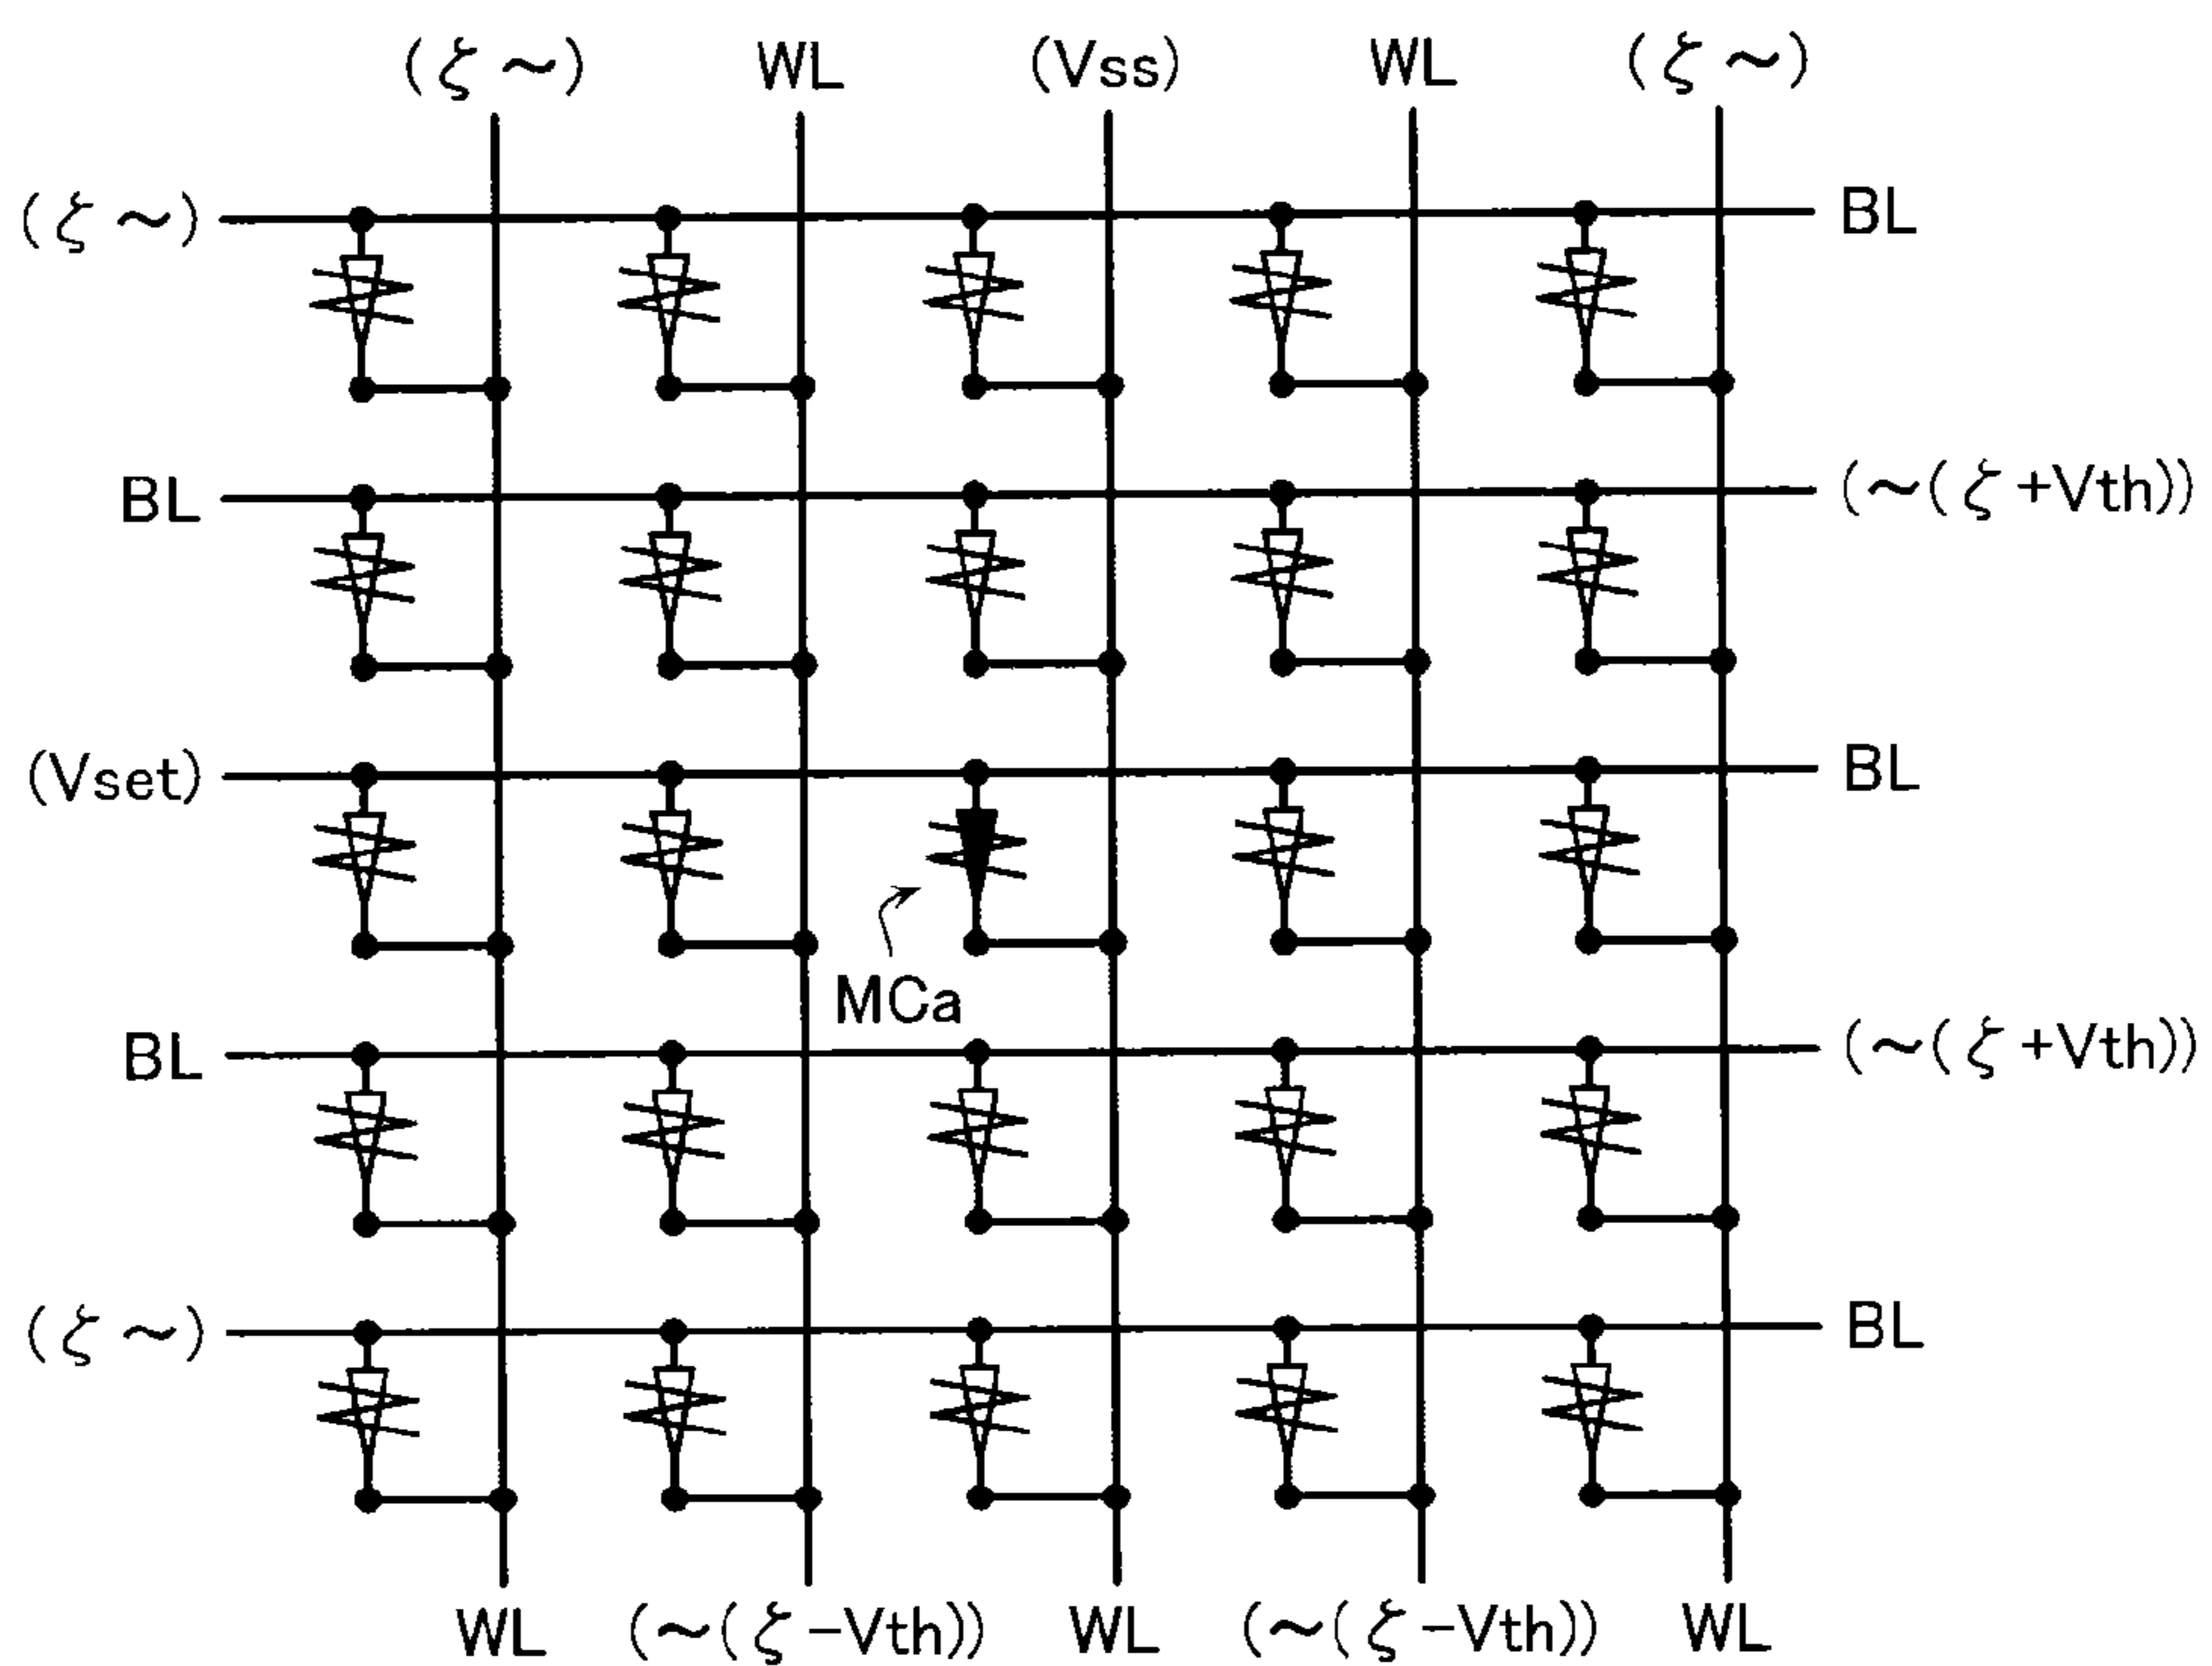 (ζ～) WL (Vss) WL (ζ～)
(ζ～) BL
BL (～(ζ+Vth))
(Vset) BL
MCa
BL (～(ζ+Vth))
(ζ～) BL
WL (～(ζ-Vth)) WL (～(ζ-Vth)) WL